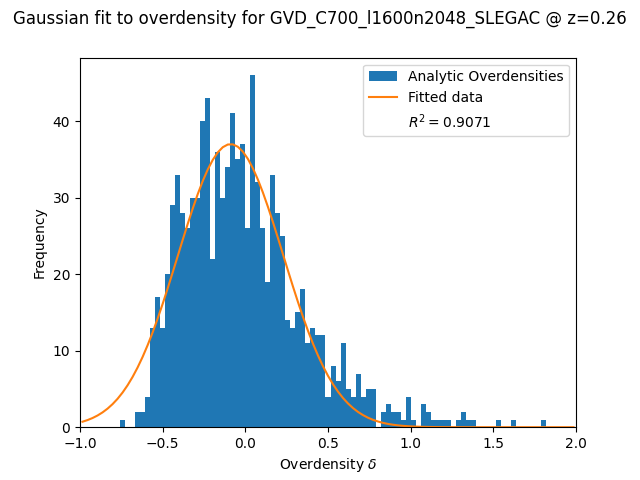 Gaussian fit to overdensity for GVD_C700_l1600n2048_SLEGAC @ z=0.26
Analytic Overdensities
Fitted data
R² = 0.9071
Frequency
40
30
20
10
0
−1.0 −0.5 0.0 0.5 1.0 1.5 2.0
Overdensity δ